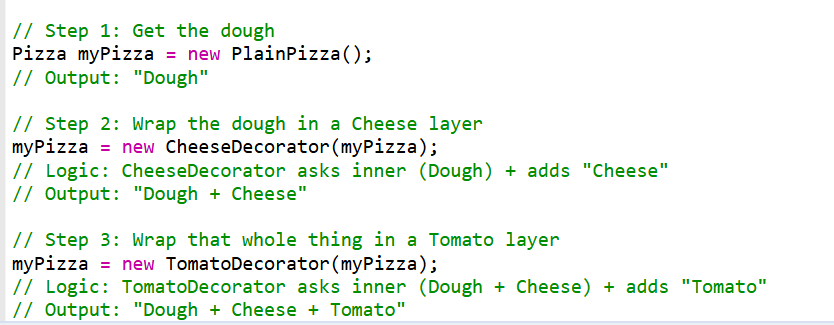 // Step 1: Get the dough
Pizza myPizza = new PlainPizza();
// Output: "Dough"
// Step 2: Wrap the dough in a Cheese layer
myPizza = new CheeseDecorator(myPizza);
// Logic: CheeseDecorator asks inner (Dough) + adds "Cheese"
// Output: "Dough + Cheese"
// Step 3: Wrap that whole thing in a Tomato layer
myPizza = new TomatoDecorator(myPizza);
// Logic: TomatoDecorator asks inner (Dough + Cheese) + adds "Tomato"
// Output: "Dough + Cheese + Tomato"